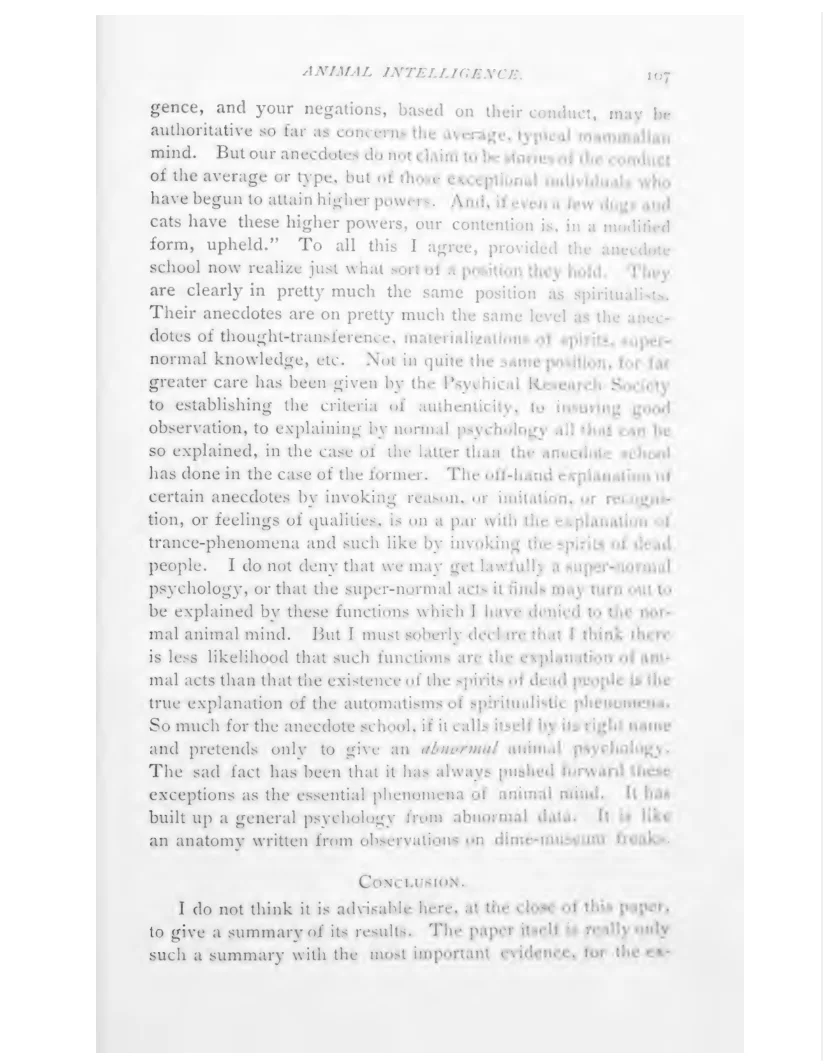 ANIMAL INTELLIGENCE. 107
gence, and your negations, based on their conduct, may be
authoritative so far as concerns the average, typical mammalian
mind. But our anecdotes do not claim to be stories of the conduct
of the average or type, but of those exceptional individuals who
have begun to attain higher powers. And, if even a few dogs and
cats have these higher powers, our contention is, in a modified
form, upheld.” To all this I agree, provided the anecdote
school now realize just what sort of a position they hold. They
are clearly in pretty much the same position as spiritualists.
Their anecdotes are on pretty much the same level as the anec-
dotes of thought-transference, materializations of spirits, super-
normal knowledge, etc. Not in quite the same position, for far
greater care has been given by the Psychical Research Society
to establishing the criteria of authenticity, to insuring good
observation, to explaining by normal psychology all that can be
so explained, in the case of the latter than the anecdote school
has done in the case of the former. The off-hand explanation of
certain anecdotes by invoking reason, or imitation, or recogni-
tion, or feelings of qualities, is on a par with the explanation of
trance-phenomena and such like by invoking the spirits of dead
people. I do not deny that we may get lawfully a super-normal
psychology, or that the super-normal acts it finds may turn out to
be explained by these functions which I have denied to the nor-
mal animal mind. But I must soberly declare that I think there
is less likelihood that such functions are the explanation of ani-
mal acts than that the existence of the spirits of dead people is the
true explanation of the automatisms of spiritualistic phenomena.
So much for the anecdote school, if it calls itself by its right name
and pretends only to give an abnormal animal psychology.
The sad fact has been that it has always pushed forward these
exceptions as the essential phenomena of animal mind. It has
built up a general psychology from abnormal data. It is like
an anatomy written from observations on dime-museum freaks.
CONCLUSION.
I do not think it is advisable here, at the close of this paper,
to give a summary of its results. The paper itself is really only
such a summary with the most important evidence, for the ex-